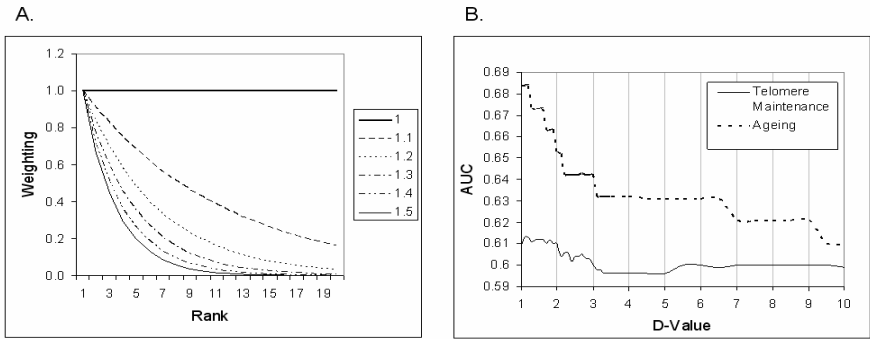 A.
1.2
1.0
0.8
0.6
0.4
0.2
0.0
Weighting
1 3 5 7 9 11 13 15 17 19
Rank
1
1.1
1.2
1.3
1.4
1.5
B.
0.69
0.68
0.67
0.66
0.65
0.64
0.63
0.62
0.61
0.6
0.59
AUC
1 2 3 4 5 6 7 8 9 10
D-Value
Telomere
Maintenance
Ageing